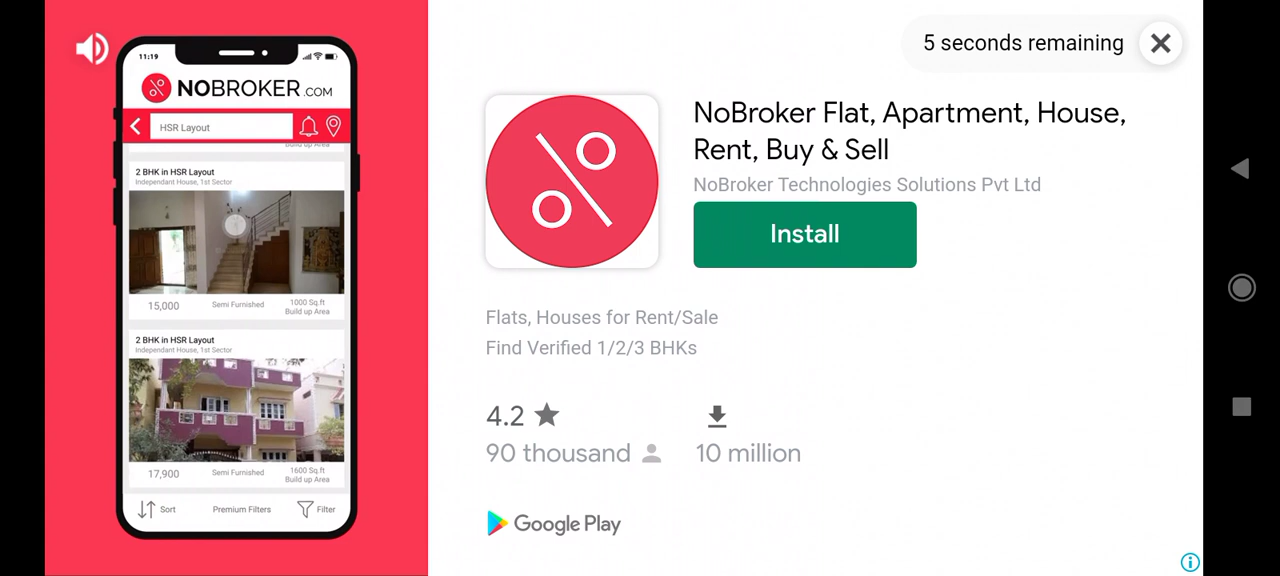 11:19
NOBROKER.COM
HSR Layout
Build up Area
2 BHK in HSR Layout
Independant House, 1st Sector
15,000
Semi Furnished
1000 Sq.ft
Build up Area
2 BHK in HSR Layout
Independant House, 1st Sector
17,900
Semi Furnished
1600 Sq.ft
Build up Area
Sort
Premium Filters
Filter
5 seconds remaining
NoBroker Flat, Apartment, House,
Rent, Buy & Sell
NoBroker Technologies Solutions Pvt Ltd
Install
Flats, Houses for Rent/Sale
Find Verified 1/2/3 BHKs
4.2
90 thousand
10 million
Google Play